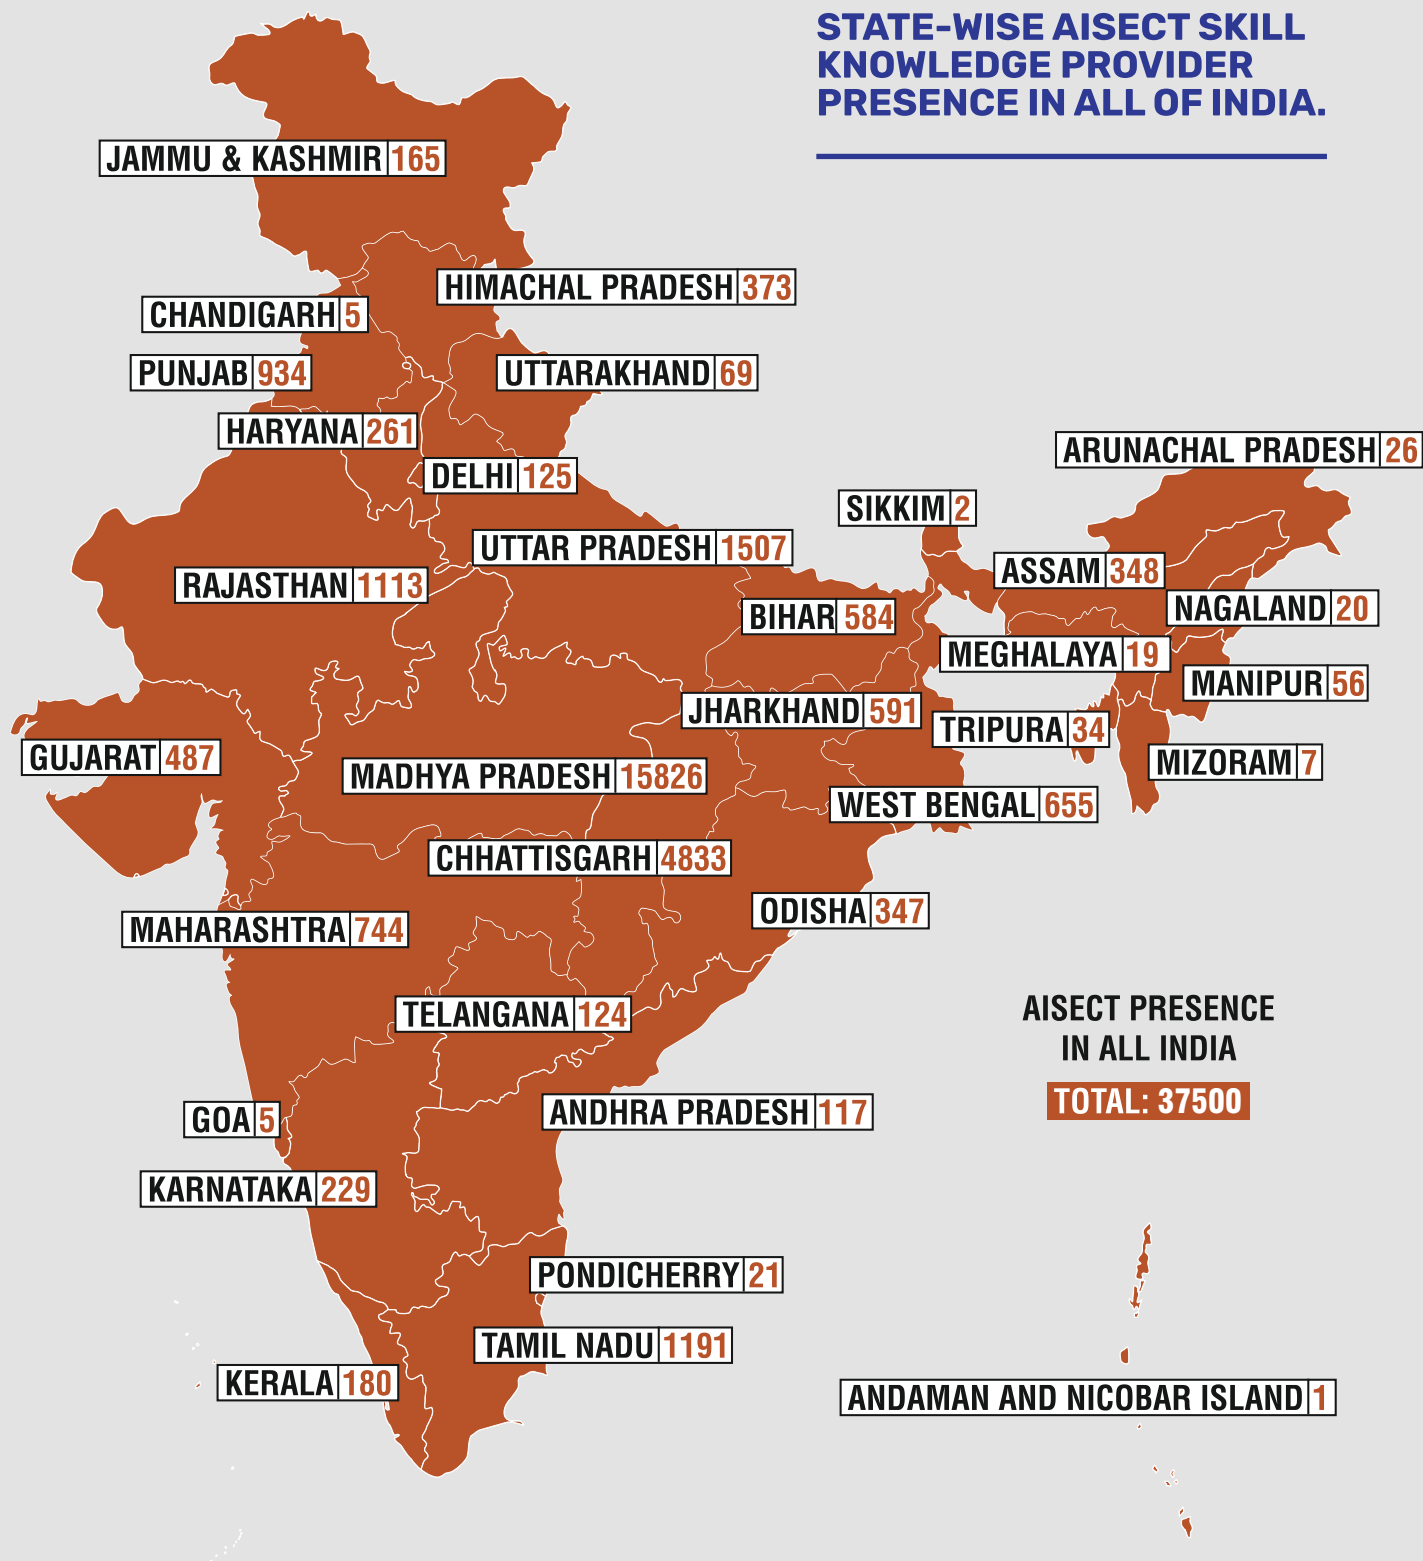 STATE-WISE AISECT SKILL
KNOWLEDGE PROVIDER
PRESENCE IN ALL OF INDIA.
JAMMU & KASHMIR 165
HIMACHAL PRADESH 373
CHANDIGARH 5
PUNJAB 934
UTTARAKHAND 69
HARYANA 261
ARUNACHAL PRADESH 26
DELHI 125
SIKKIM 2
UTTAR PRADESH 1507
ASSAM 348
RAJASTHAN 1113
NAGALAND 20
BIHAR 584
MEGHALAYA 19
MANIPUR 56
JHARKHAND 591
TRIPURA 34
GUJARAT 487
MIZORAM 7
MADHYA PRADESH 15826
WEST BENGAL 655
CHHATTISGARH 4833
ODISHA 347
MAHARASHTRA 744
TELANGANA 124
AISECT PRESENCE
IN ALL INDIA
TOTAL: 37500
GOA 5
ANDHRA PRADESH 117
KARNATAKA 229
PONDICHERRY 21
TAMIL NADU 1191
KERALA 180
ANDAMAN AND NICOBAR ISLAND 1